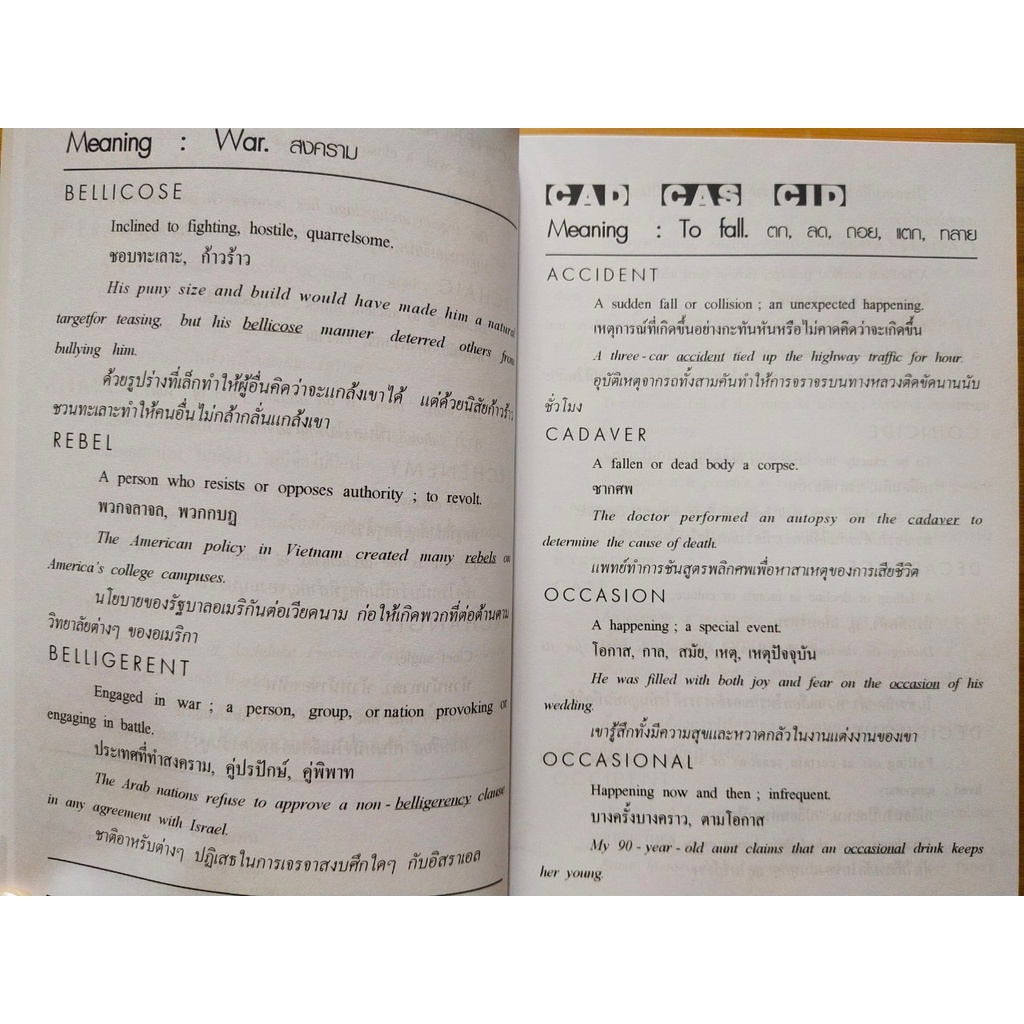 Meaning : War. สงคราม
BELLICOSE
Inclined to fighting, hostile, quarrelsome.
ชอบทะเลาะ, ก้าวร้าว
His puny size and build would have made him a natural
targetfor teasing, but his bellicose manner deterred others from
bullying him.
ด้วยรูปร่างที่เล็กทำให้ผู้อื่นคิดว่าจะแกล้งเขาได้ แต่ด้วยนิสัยก้าวร้าว
ชวนทะเลาะทำให้คนอื่นไม่กล้ากลั่นแกล้งเขา
REBEL
A person who resists or opposes authority ; to revolt.
พวกจลาจล, พวกกบฏ
The American policy in Vietnam created many rebels on
America's college campuses.
นโยบายของรัฐบาลอเมริกันต่อเวียดนาม ก่อให้เกิดพวกที่ต่อต้านตาม
วิทยาลัยต่างๆ ของอเมริกา
BELLIGERENT
Engaged in war ; a person, group, or nation provoking or
engaging in battle.
ประเทศที่ทำสงคราม, คู่ปรปักษ์, คู่พิพาท
The Arab nations refuse to approve a non - belligerency clause
in any agreement with Israel.
ชาติอาหรับต่างๆ ปฏิเสธในการเจรจาสงบศึกใดๆ กับอิสราเอล
CAD CAS CID
Meaning : To fall. ตก, ลด, ถอย, แตก, ทลาย
ACCIDENT
A sudden fall or collision ; an unexpected happening.
เหตุการณ์ที่เกิดขึ้นอย่างกะทันหันหรือไม่คาดคิดว่าจะเกิดขึ้น
A three - car accident tied up the highway traffic for hour.
อุบัติเหตุจากรถทั้งสามคันทำให้การจราจรบนทางหลวงติดขัดนานนับ
ชั่วโมง
CADAVER
A fallen or dead body a corpse.
ซากศพ
The doctor performed an autopsy on the cadaver to
determine the cause of death.
แพทย์ทำการชันสูตรพลิกศพเพื่อหาสาเหตุของการเสียชีวิต
OCCASION
A happening ; a special event.
โอกาส, กาล, สมัย, เหตุ, เหตุปัจจุบัน
He was filled with both joy and fear on the occasion of his
wedding.
เขารู้สึกทั้งมีความสุขและหวาดกลัวในงานแต่งงานของเขา
OCCASIONAL
Happening now and then ; infrequent.
บางครั้งบางคราว, ตามโอกาส
My 90 - year - old aunt claims that an occasional drink keeps
her young.